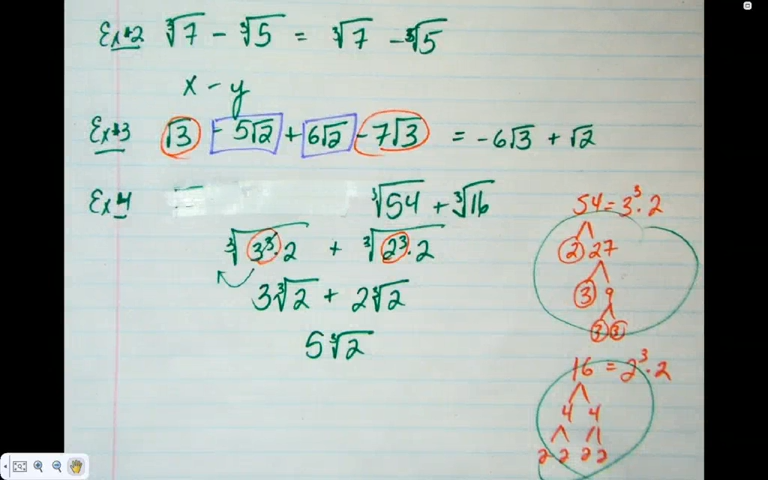 Ex#2 ∛7 - ∛5 = ∛7 - ∛5
x - y
Ex#3 √3 - 5√2 + 6√2 - 7√3 = -6√3 + √2
Ex#4 ∛54 + ∛16
∛3³·2 + ∛2³·2
3∛2 + 2∛2
5∛2
54 = 3³·2
2 27
3 9
3 3
16 = 2³·2
4 4
2 2 2 2